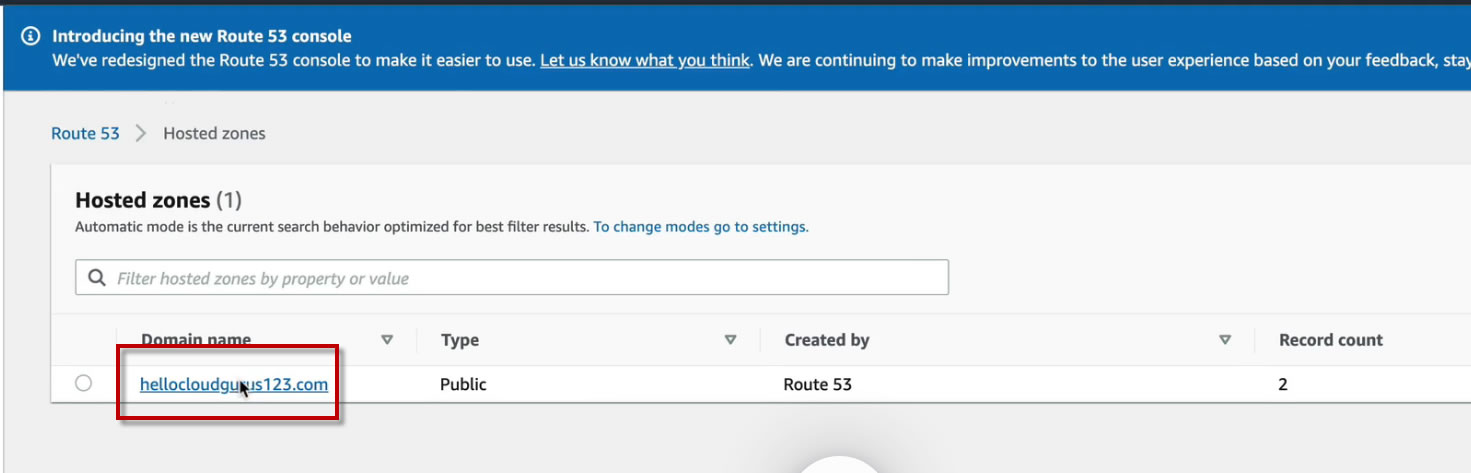 Introducing the new Route 53 console
We've redesigned the Route 53 console to make it easier to use. Let us know what you think. We are continuing to make improvements to the user experience based on your feedback, stay
Route 53 > Hosted zones
Hosted zones (1)
Automatic mode is the current search behavior optimized for best filter results. To change modes go to settings.
Filter hosted zones by property or value
Domain name Type Created by Record count
hellocloudgurus123.com Public Route 53 2